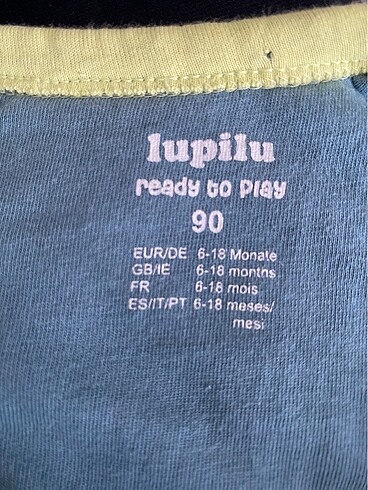 lupilu
ready to play
90
EUR/DE 6-18 Monate
GB/IE 6-18 months
FR 6-18 mois
ES/IT/PT 6-18 meses/
mesi